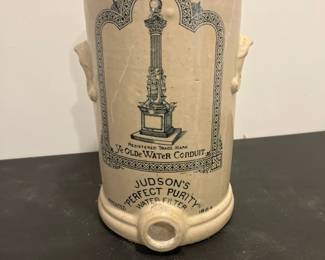 REGISTERED TRADE MARK
Ye OLDE WATER CONDUIT
JUDSON'S
"PERFECT PURITY"
WATER FILTER